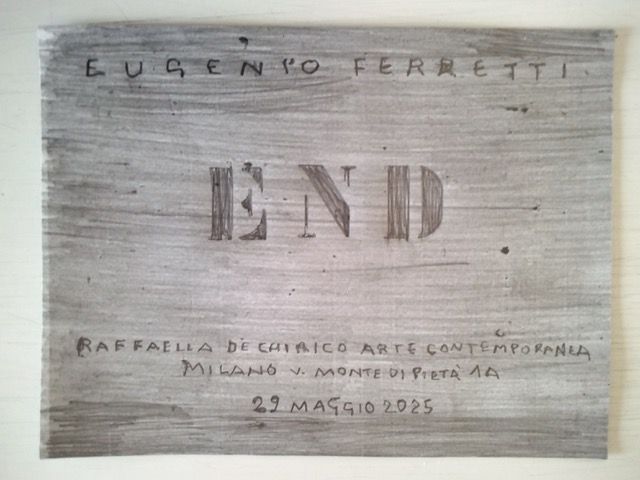 EUGENIO FERRETTI.
END
RAFFAELLA DE CHIRICO ARTE CONTEMPORANEA
MILANO V. MONTE DI PIETÀ 1A
29 MAGGIO 2025